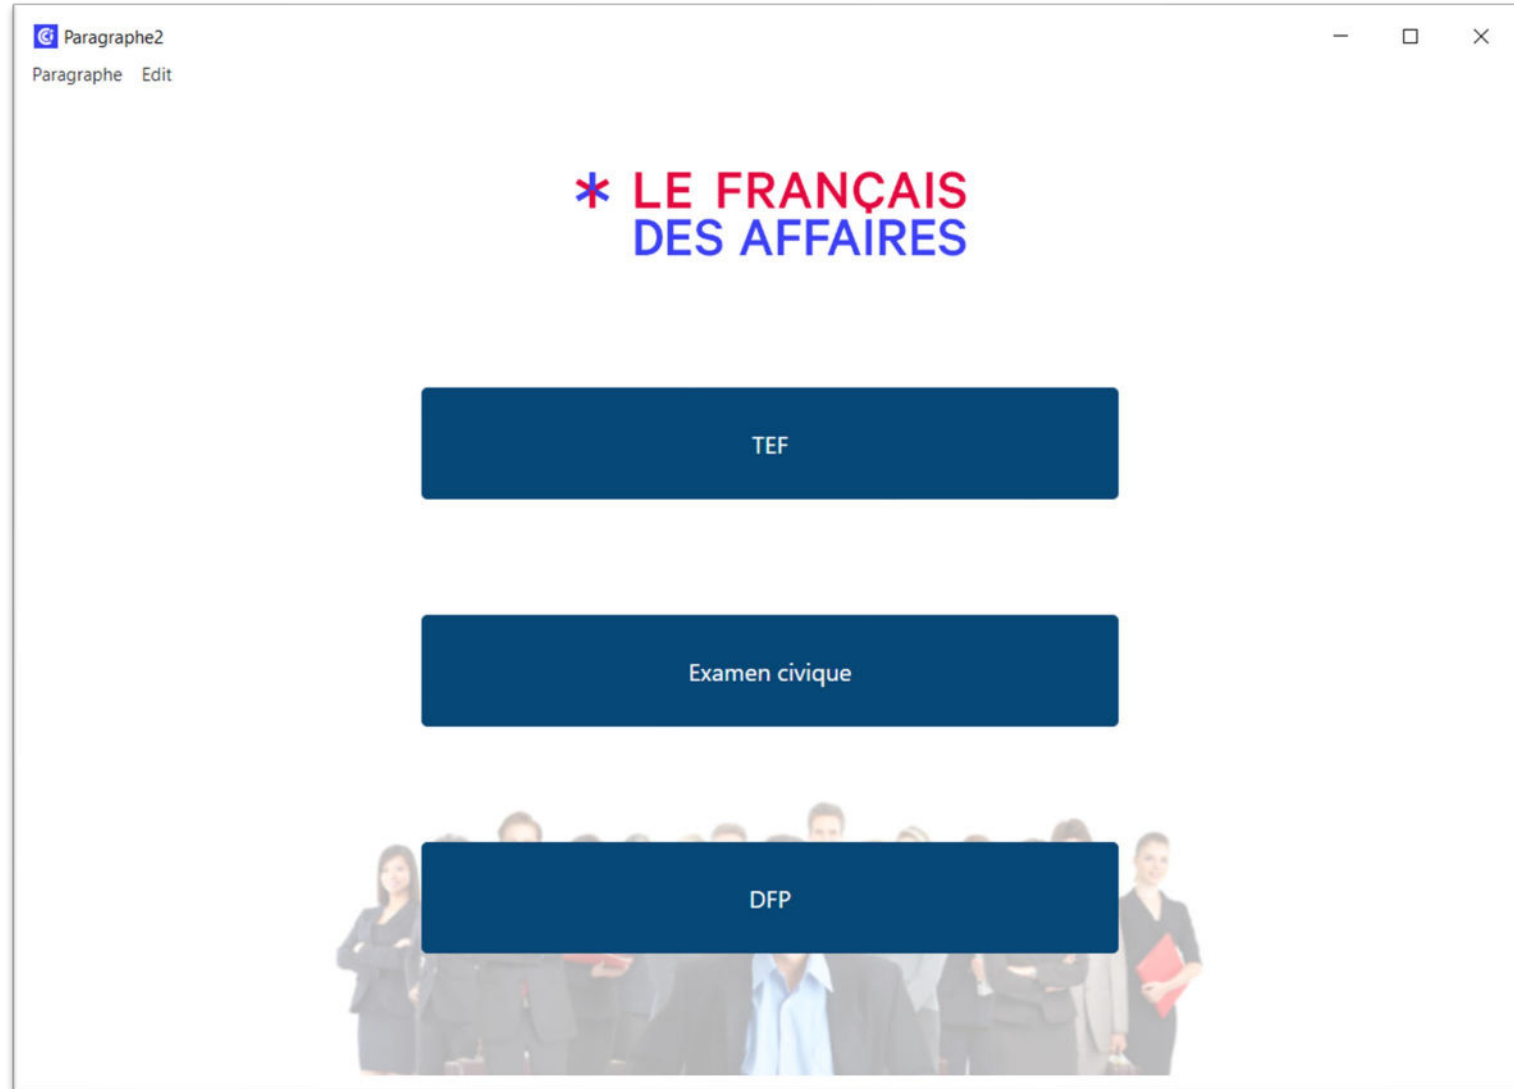 Paragraphe2
Paragraphe Edit
* LE FRANÇAIS
DES AFFAIRES
TEF
Examen civique
DFP